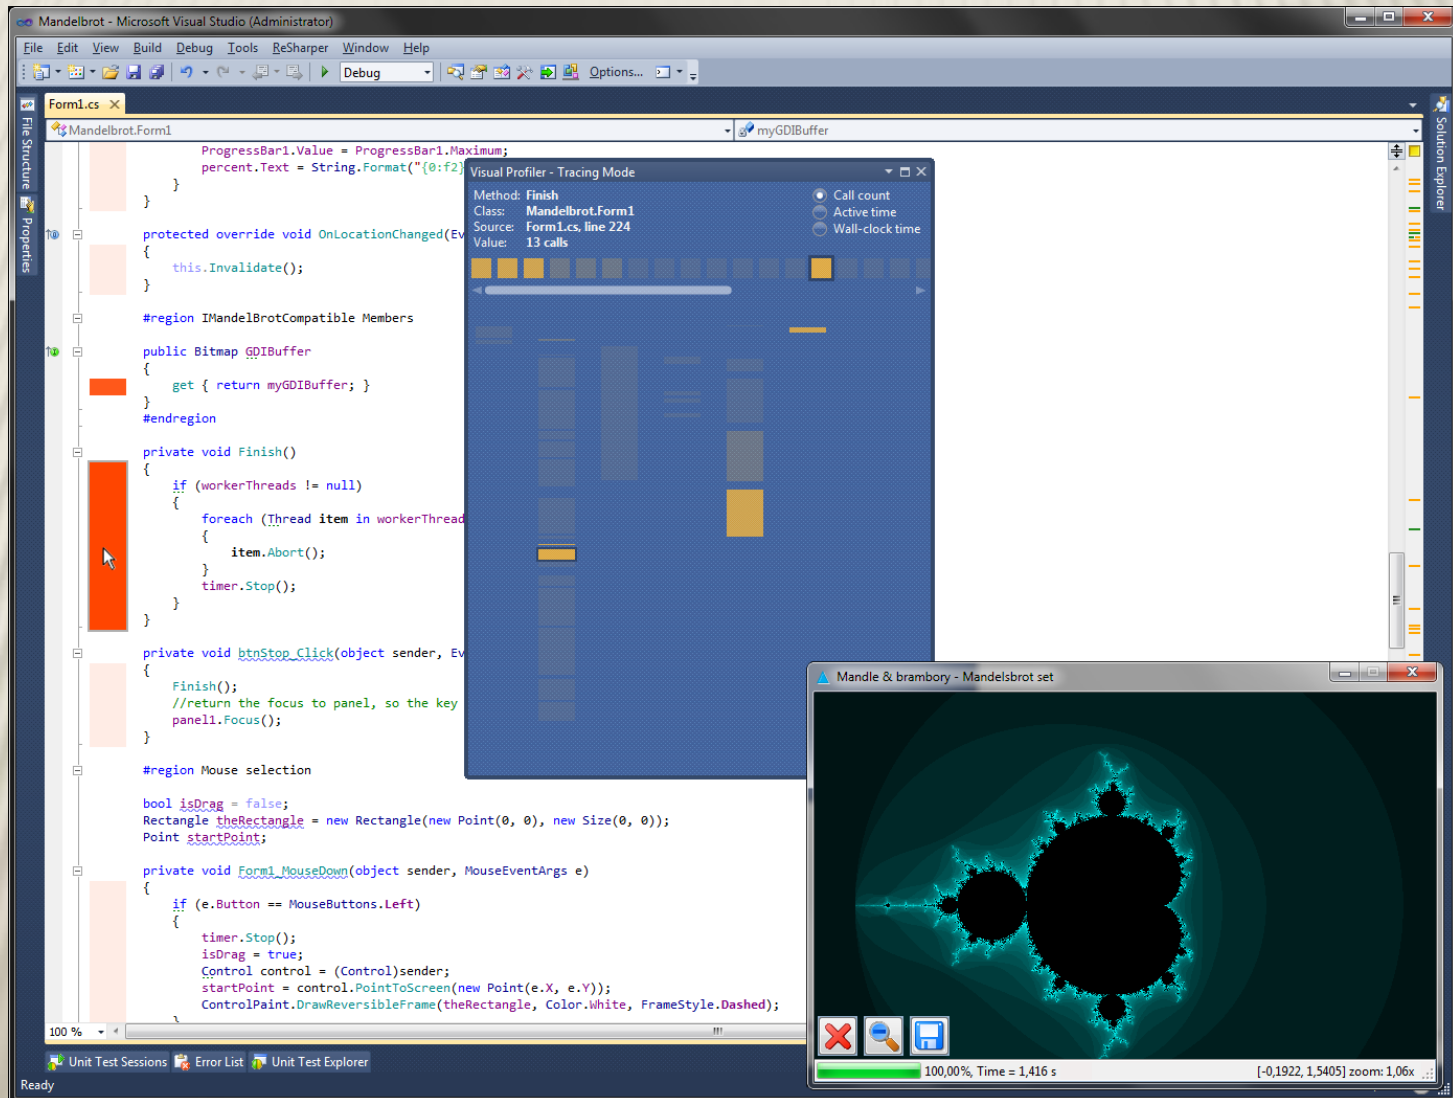 Mandelbrot - Microsoft Visual Studio (Administrator)
File Edit View Build Debug Tools ReSharper Window Help
Debug
Options...
Form1.cs
Mandelbrot.Form1
myGDIBuffer
File Structure
Properties
Solution Explorer
ProgressBar1.Value = ProgressBar1.Maximum;
percent.Text = String.Format("{0:f2}
}
}
protected override void OnLocationChanged(Ev
{
this.Invalidate();
}
#region IMandelBrotCompatible Members
public Bitmap GDIBuffer
{
get { return myGDIBuffer; }
}
#endregion
private void Finish()
{
if (workerThreads != null)
{
foreach (Thread item in workerThread
{
item.Abort();
}
timer.Stop();
}
}
private void btnStop_Click(object sender, Ev
{
Finish();
//return the focus to panel, so the key
panel1.Focus();
}
#region Mouse selection
bool isDrag = false;
Rectangle theRectangle = new Rectangle(new Point(0, 0), new Size(0, 0));
Point startPoint;
private void Form1_MouseDown(object sender, MouseEventArgs e)
{
if (e.Button == MouseButtons.Left)
{
timer.Stop();
isDrag = true;
Control control = (Control)sender;
startPoint = control.PointToScreen(new Point(e.X, e.Y));
ControlPaint.DrawReversibleFrame(theRectangle, Color.White, FrameStyle.Dashed);
}
Visual Profiler - Tracing Mode
Method: Finish
Class: Mandelbrot.Form1
Source: Form1.cs, line 224
Value: 13 calls
Call count
Active time
Wall-clock time
Mandle & brambory - Mandelsbrot set
100,00%, Time = 1,416 s
[-0,1922, 1,5405] zoom: 1,06x
100 %
Unit Test Sessions
Error List
Unit Test Explorer
Ready